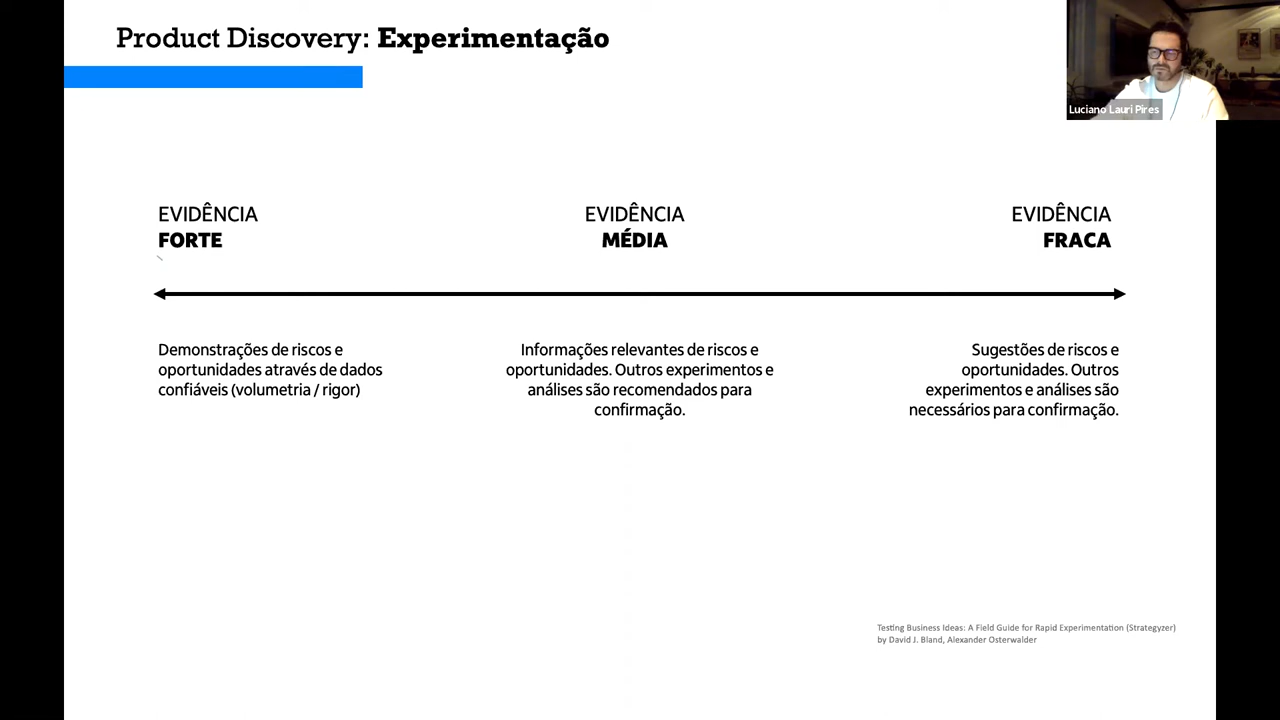 Product Discovery: Experimentação
Luciano Lauri Pires
EVIDÊNCIA
FORTE
EVIDÊNCIA
MÉDIA
EVIDÊNCIA
FRACA
Demonstrações de riscos e
oportunidades através de dados
confiáveis (volumetria / rigor)
Informações relevantes de riscos e
oportunidades. Outros experimentos e
análises são recomendados para
confirmação.
Sugestões de riscos e
oportunidades. Outros
experimentos e análises são
necessários para confirmação.
Testing Business Ideas: A Field Guide for Rapid Experimentation (Strategyzer)
by David J. Bland, Alexander Osterwalder